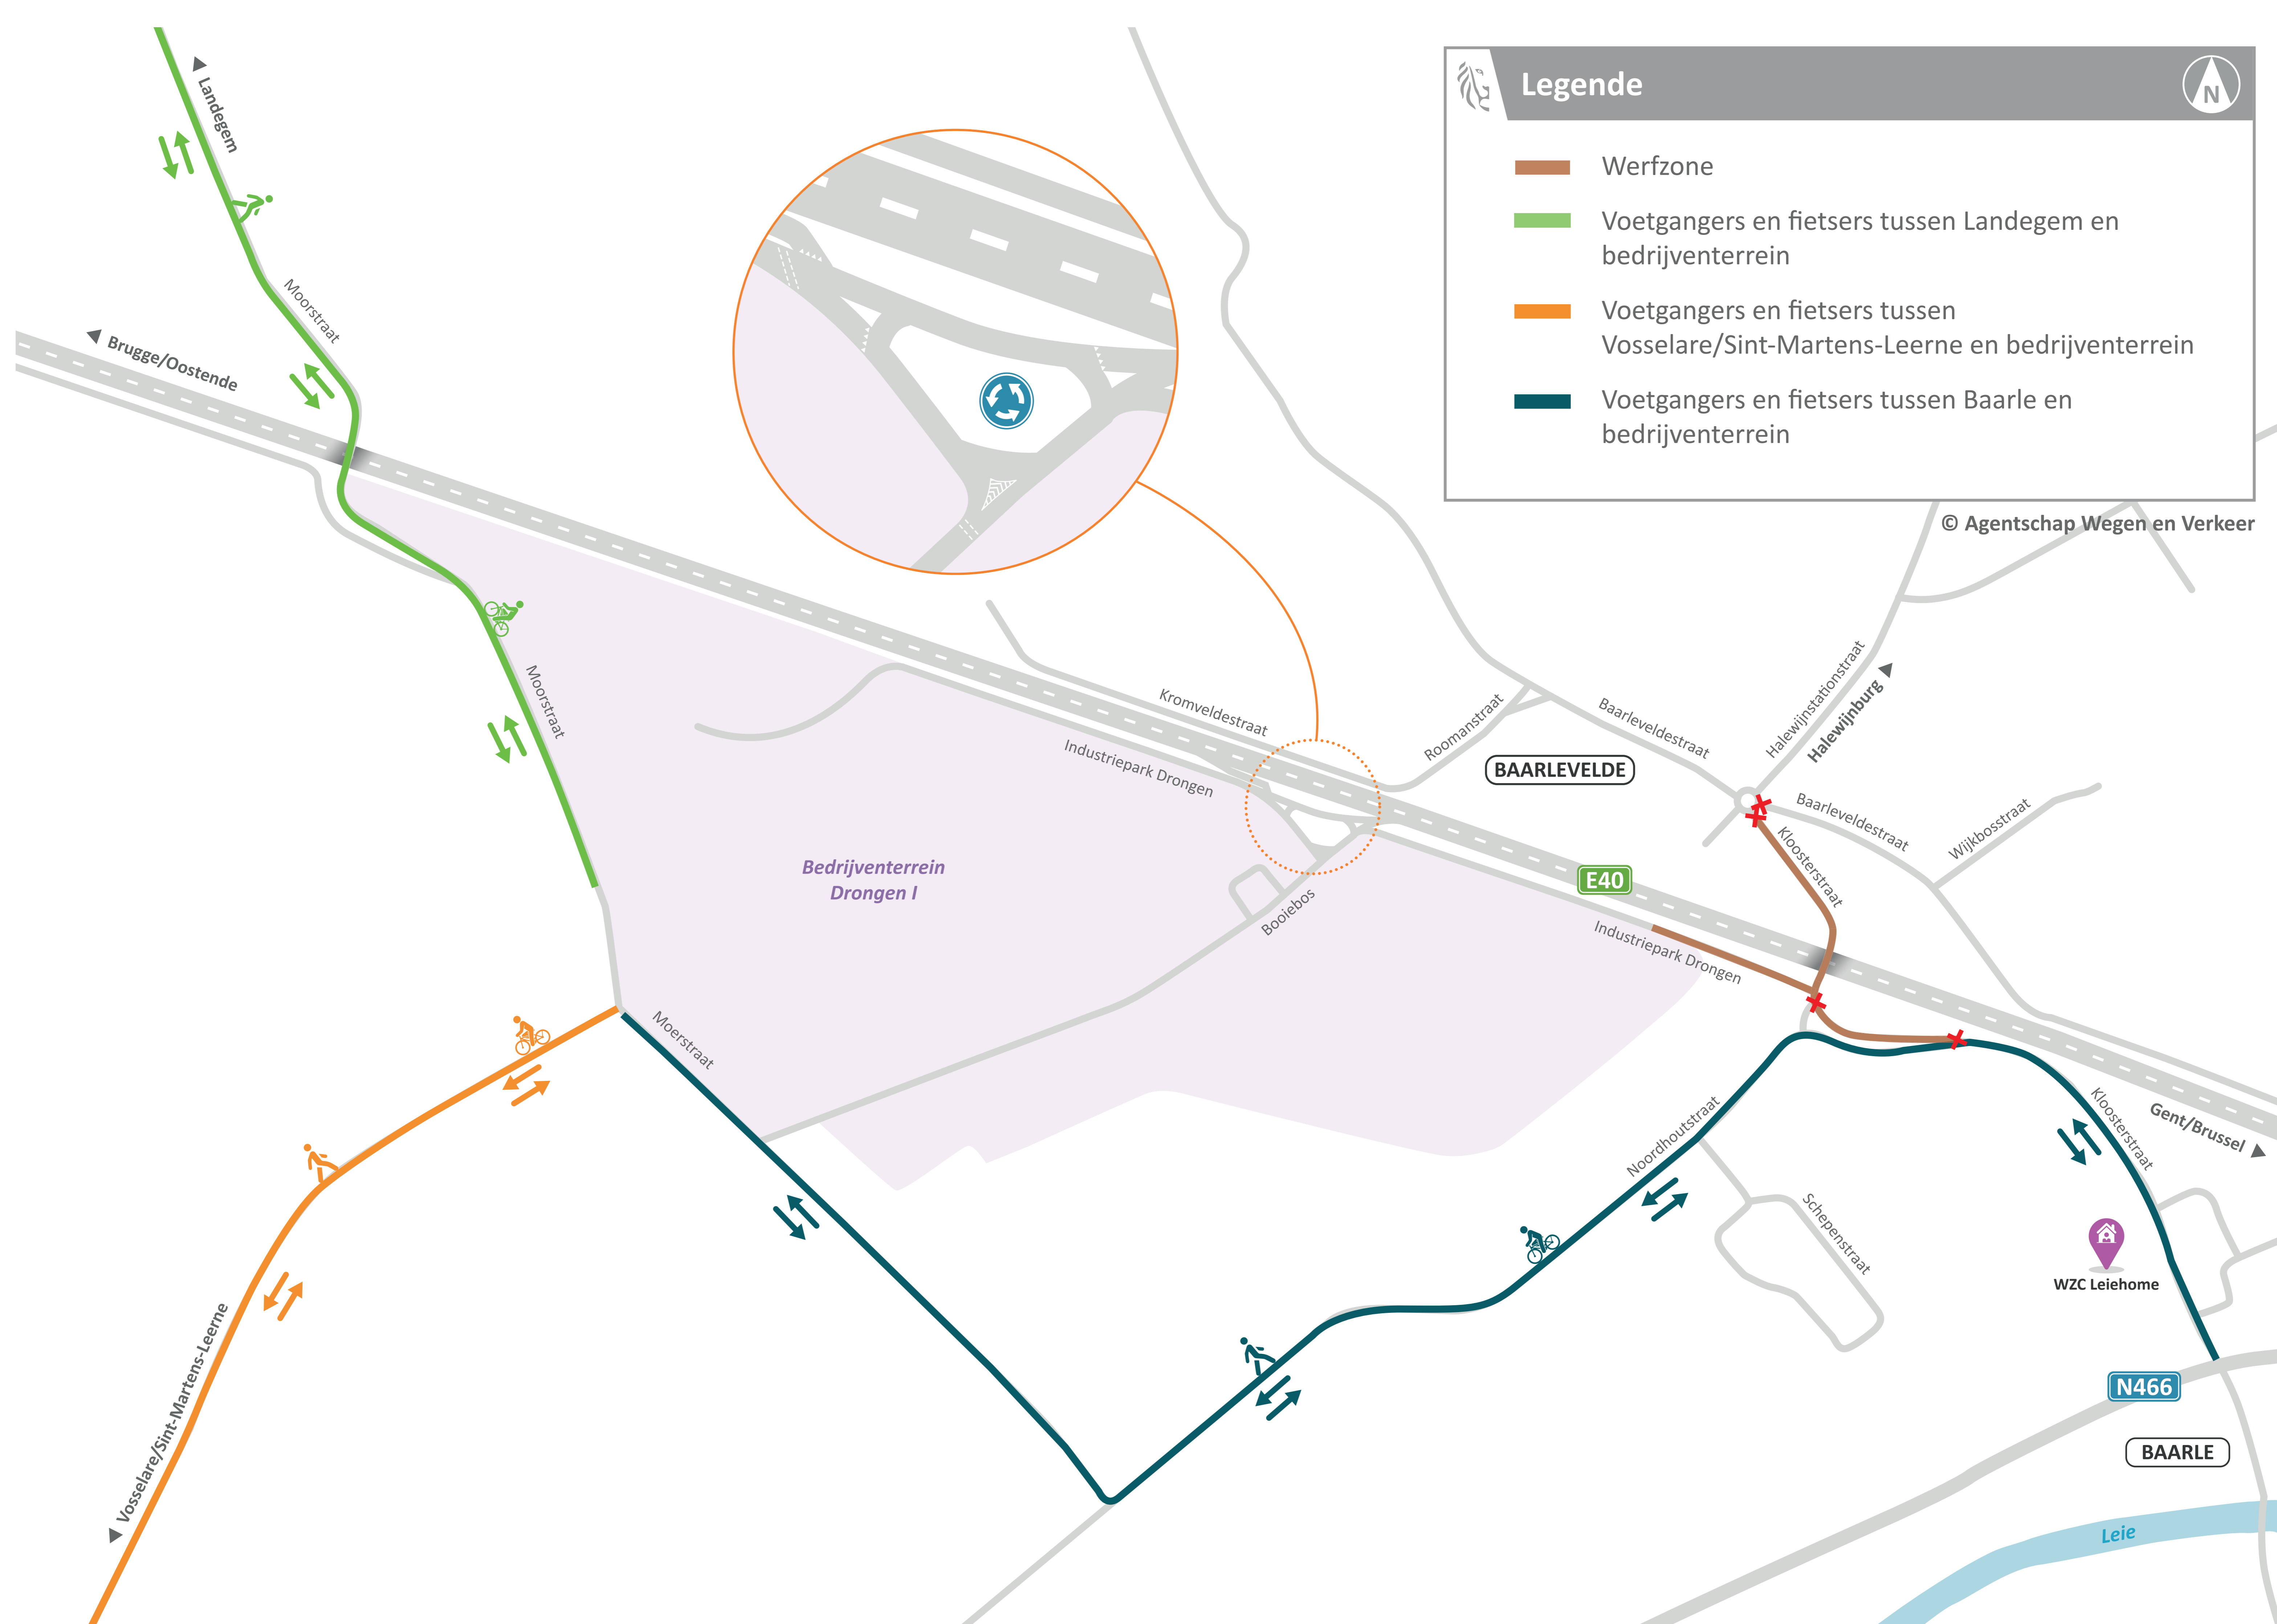 Legende
N
Werfzone
Voetgangers en fietsers tussen Landegem en
bedrijventerrein
Voetgangers en fietsers tussen
Vosselare/Sint-Martens-Leerne en bedrijventerrein
Voetgangers en fietsers tussen Baarle en
bedrijventerrein
© Agentschap Wegen en Verkeer
Landegem
Moorstraat
Brugge/Oostende
Moorstraat
Kromveldestraat
Industriepark Drongen
Roomanstraat
BAARLEVELDE
Baarleveldestraat
Halewijnstationstraat
Halewijnburg
Baarleveldestraat
Wijkbosstraat
Kloosterstraat
E40
Bedrijventerrein
Drongen I
Booiebos
Industriepark Drongen
Moerstraat
Noordhoutstraat
Kloosterstraat
Gent/Brussel
Schepenstraat
WZC Leiehome
Vosselare/Sint-Martens-Leerne
N466
BAARLE
Leie